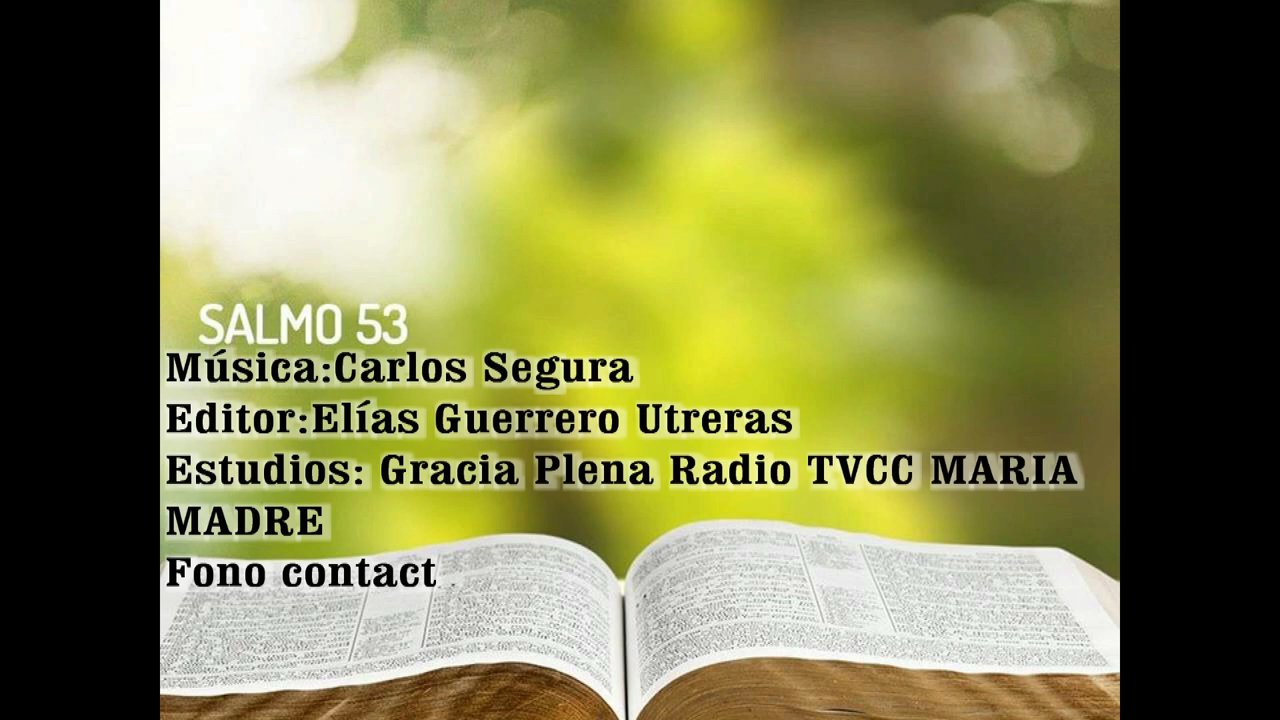 SALMO 53
Música:Carlos Segura
Editor:Elías Guerrero Utreras
Estudios: Gracia Plena Radio TVCC MARIA
MADRE
Fono contact